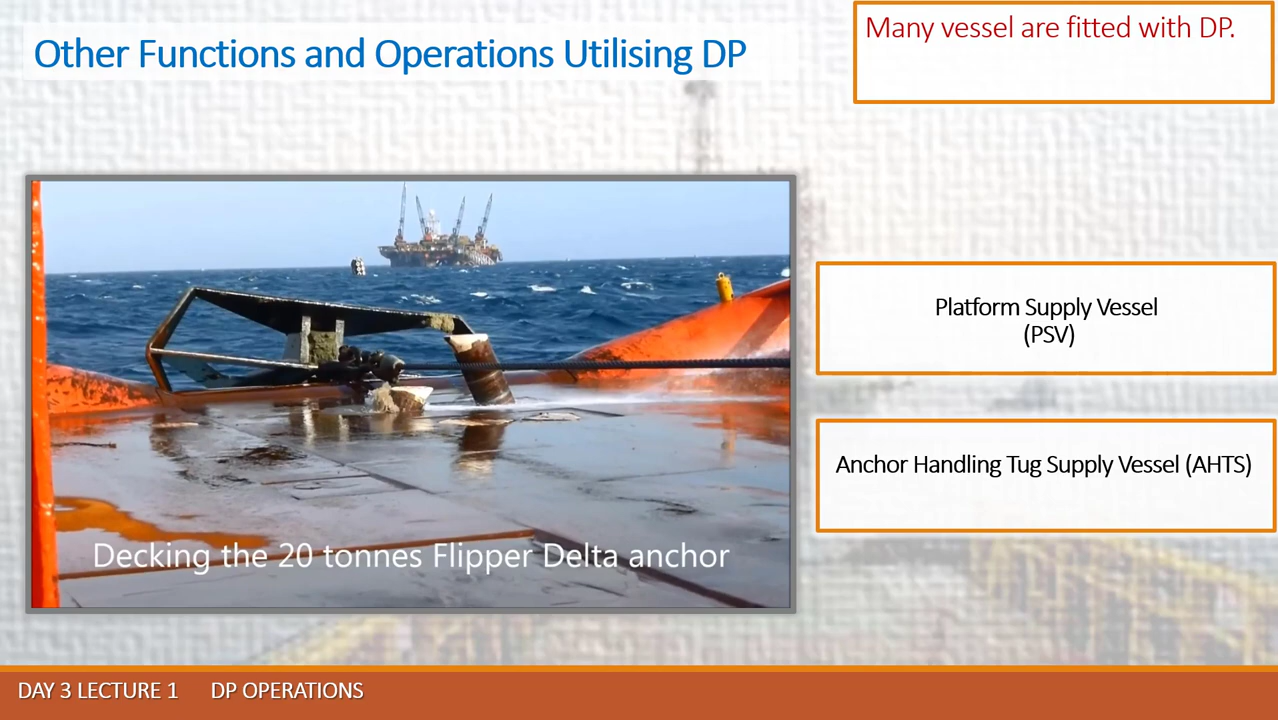 Other Functions and Operations Utilising DP
Many vessel are fitted with DP.
Platform Supply Vessel
(PSV)
Anchor Handling Tug Supply Vessel (AHTS)
Decking the 20 tonnes Flipper Delta anchor
DAY 3 LECTURE 1 DP OPERATIONS